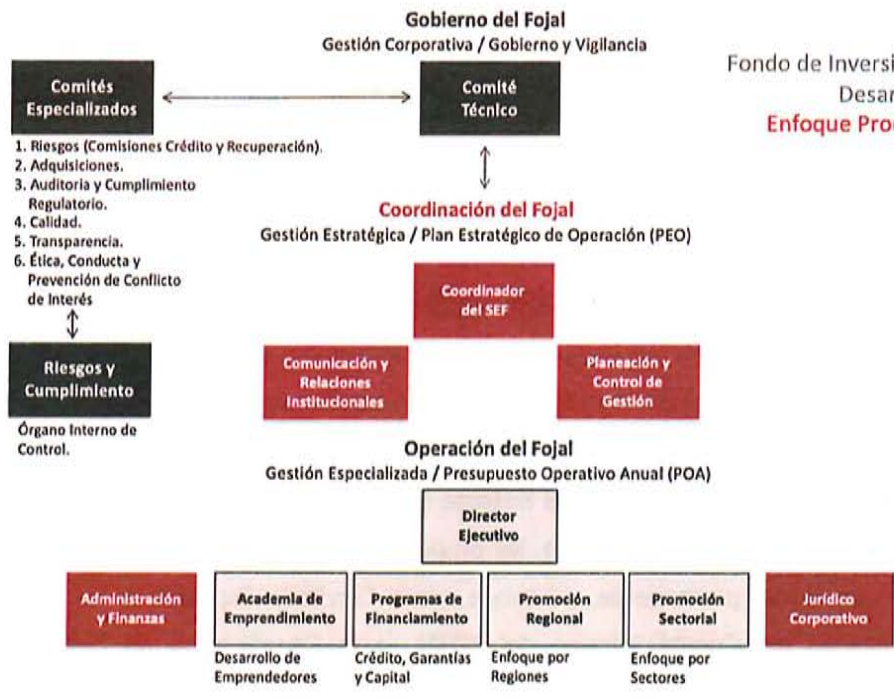 Gobierno del Fojal
Gestión Corporativa / Gobierno y Vigilancia
Fondo de Inversi
Desar
Enfoque Pro
Comités
Especializados
Comité
Técnico
1. Riesgos (Comisiones Crédito y Recuperación).
2. Adquisiciones.
3. Auditoria y Cumplimiento
Regulatorio.
4. Calidad.
5. Transparencia.
6. Ética, Conducta y
Prevención de Conflicto
de Interés
Coordinación del Fojal
Gestión Estratégica / Plan Estratégico de Operación (PEO)
Coordinador
del SEF
Riesgos y
Cumplimiento
Comunicación y
Relaciones
Institucionales
Planeación y
Control de
Gestión
Órgano Interno de
Control.
Operación del Fojal
Gestión Especializada / Presupuesto Operativo Anual (POA)
Director
Ejecutivo
Administración
y Finanzas
Academia de
Emprendimiento
Programas de
Financiamiento
Promoción
Regional
Promoción
Sectorial
Jurídico
Corporativo
Desarrollo de
Emprendedores
Crédito, Garantías
y Capital
Enfoque por
Regiones
Enfoque por
Sectores